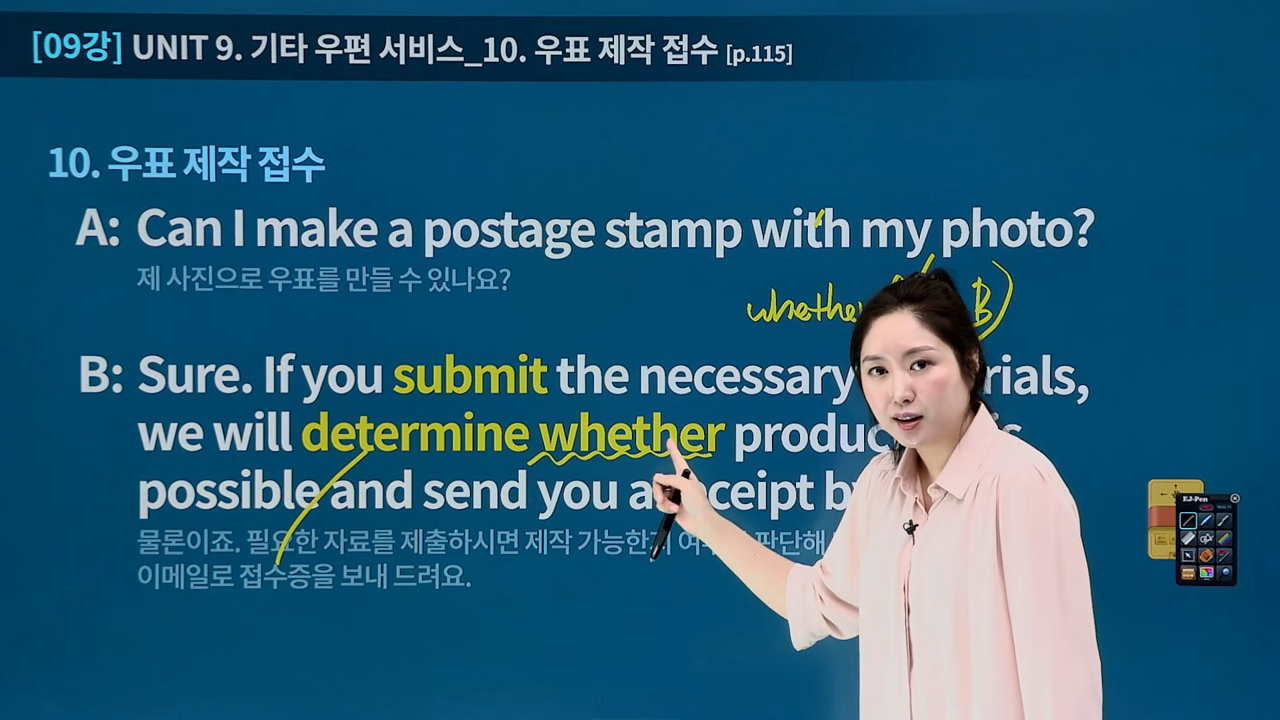 [09강] UNIT 9. 기타 우편 서비스_10. 우표 제작 접수 [p.115]
10. 우표 제작 접수
A: Can I make a postage stamp with my photo?
제 사진으로 우표를 만들 수 있나요?
whether B)
B: Sure. If you submit the necessary
we will determine whether
possible and send you a
물론이죠. 필요한 자료를 제출하시면 제작 가능한지 판단해
이메일로 접수증을 보내 드려요.
EJ-Pen